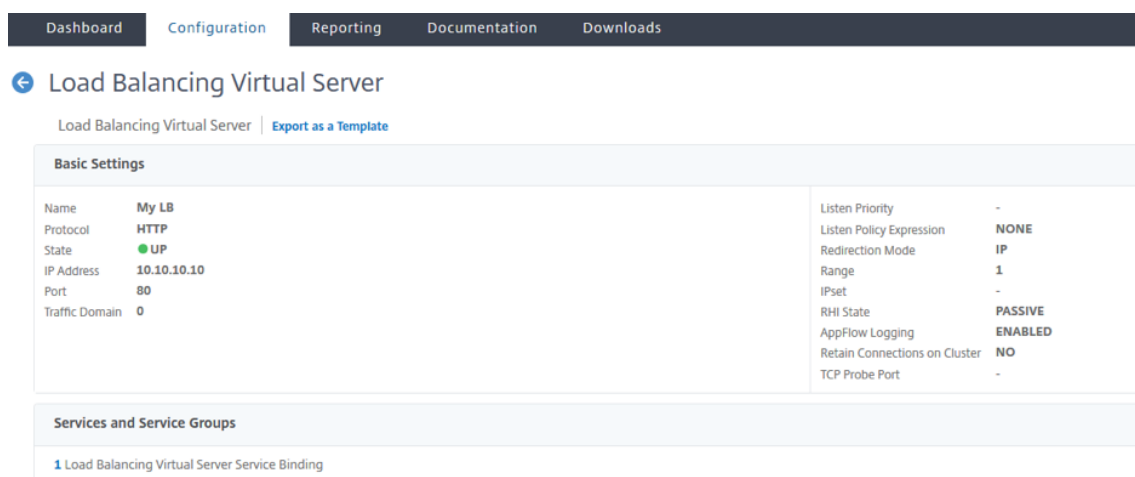 Dashboard Configuration Reporting Documentation Downloads
Load Balancing Virtual Server
Load Balancing Virtual Server Export as a Template
Basic Settings
Name My LB
Protocol HTTP
State UP
IP Address 10.10.10.10
Port 80
Traffic Domain 0
Listen Priority -
Listen Policy Expression NONE
Redirection Mode IP
Range 1
IPset -
RHI State PASSIVE
AppFlow Logging ENABLED
Retain Connections on Cluster NO
TCP Probe Port -
Services and Service Groups
1 Load Balancing Virtual Server Service Binding